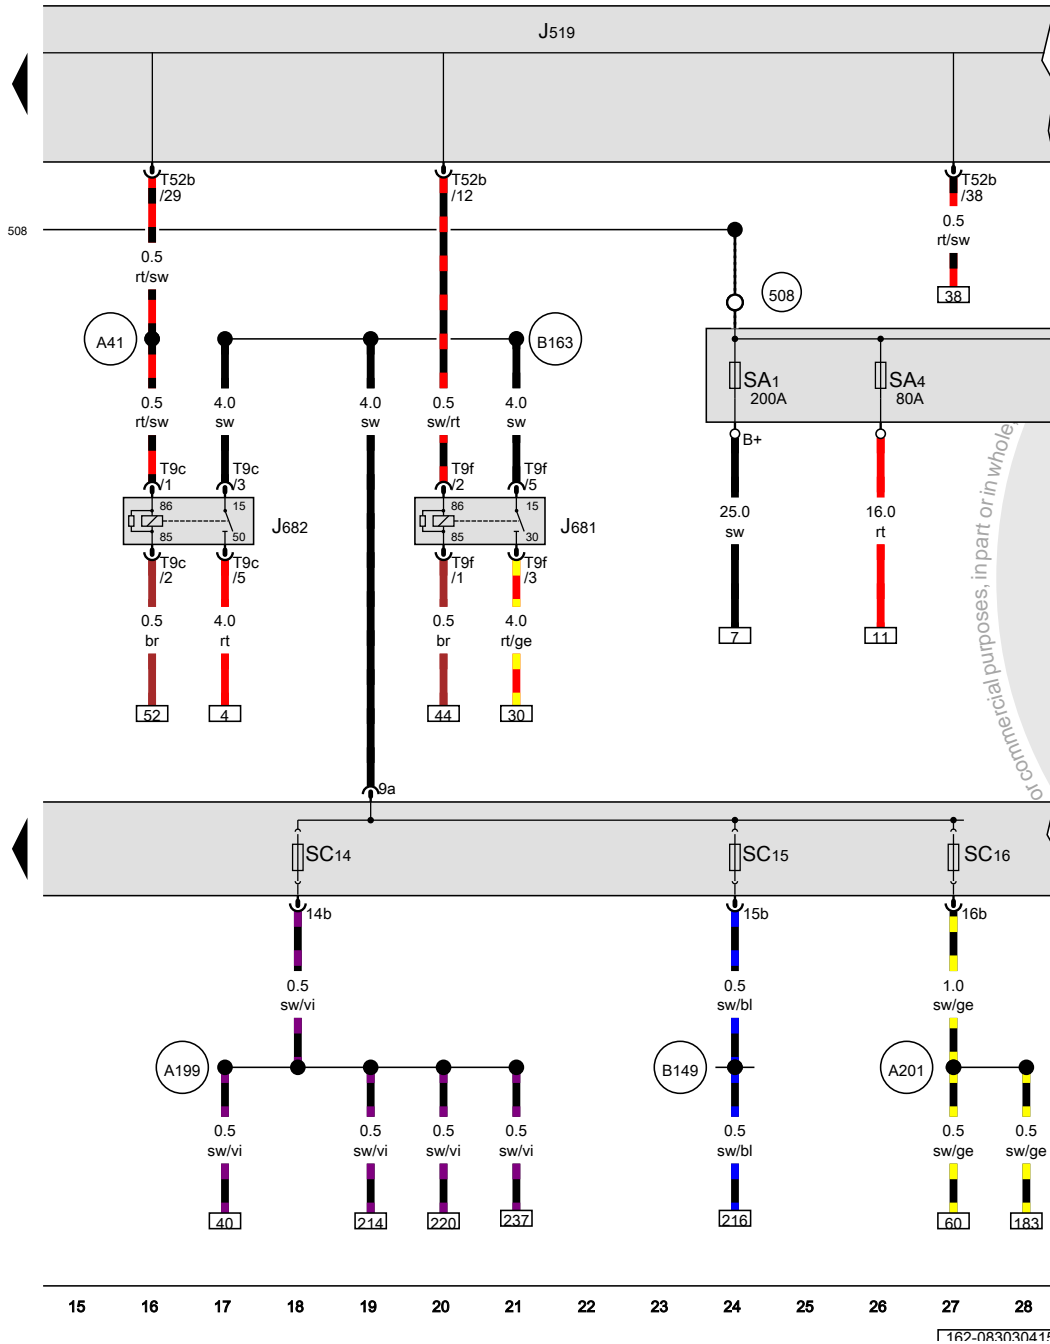 J519
T52b
/29
T52b
/12
T52b
/38
508
0.5
rt/sw
0.5
rt/sw
38
508
A41
B163
SA1
200A
SA4
80A
0.5
rt/sw
4.0
sw
4.0
sw
0.5
sw/rt
4.0
sw
B+
T9c
/1
T9c
/3
T9f
/2
T9f
/5
86
15
85
50
J682
86
15
85
30
J681
25.0
sw
16.0
rt
T9c
/2
T9c
/5
T9f
/1
T9f
/3
0.5
br
4.0
rt
0.5
br
4.0
rt/ge
7
11
52
4
44
30
or commercial purposes, in part or in whole,
9a
SC14
SC15
SC16
14b
15b
16b
0.5
sw/vi
0.5
sw/bl
1.0
sw/ge
A199
B149
A201
0.5
sw/vi
0.5
sw/vi
0.5
sw/vi
0.5
sw/vi
0.5
sw/bl
0.5
sw/ge
0.5
sw/ge
40
214
220
237
216
60
183
15 16 17 18 19 20 21 22 23 24 25 26 27 28